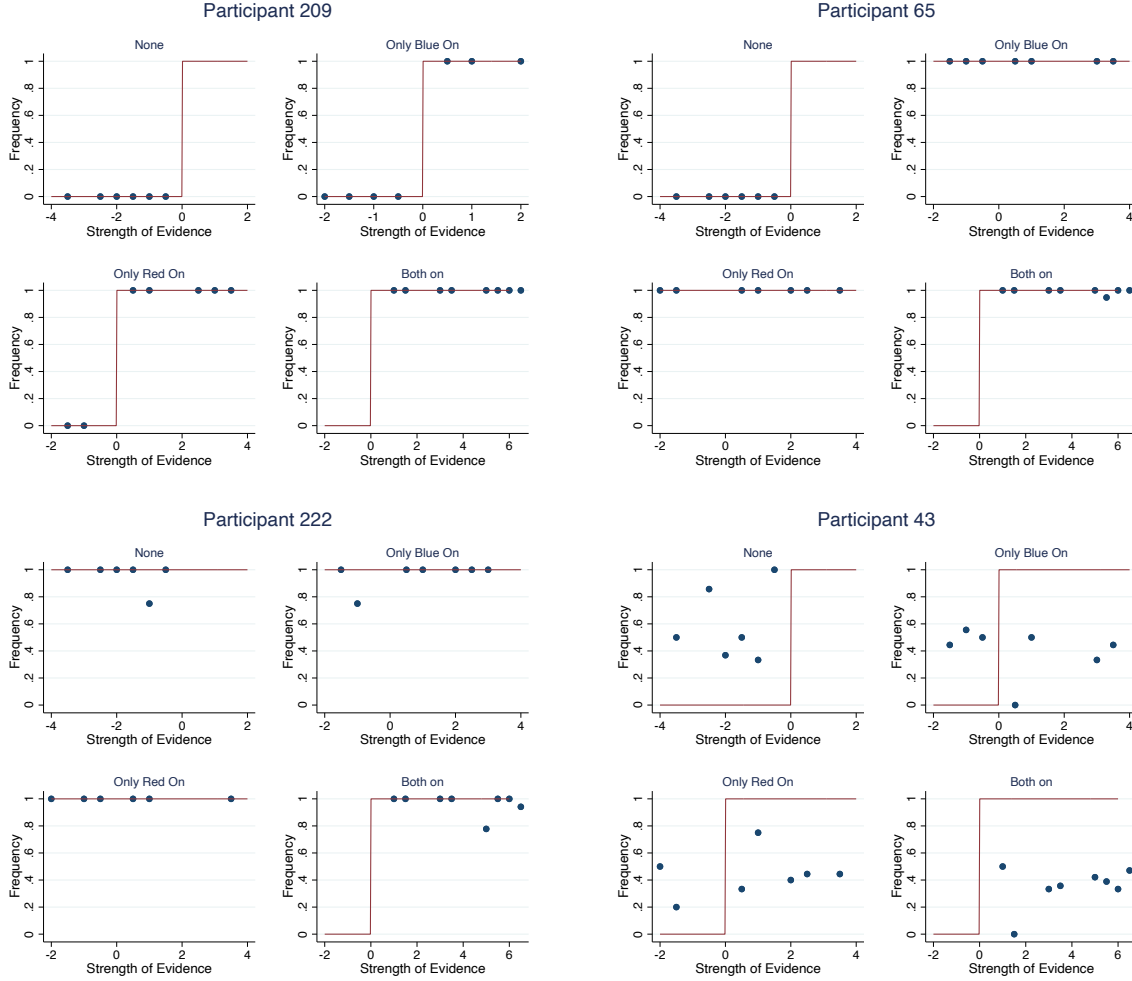 Participant 209
None
Frequency
0 .2 .4 .6 .8 1
-4 -2 0 2
Strength of Evidence
Only Blue On
Frequency
0 .2 .4 .6 .8 1
-2 -1 0 1 2
Strength of Evidence
Only Red On
Frequency
0 .2 .4 .6 .8 1
-2 0 2 4
Strength of Evidence
Both on
Frequency
0 .2 .4 .6 .8 1
-2 0 2 4 6
Strength of Evidence
Participant 65
None
Frequency
0 .2 .4 .6 .8 1
-4 -2 0 2
Strength of Evidence
Only Blue On
Frequency
0 .2 .4 .6 .8 1
-2 0 2 4
Strength of Evidence
Only Red On
Frequency
0 .2 .4 .6 .8 1
-2 0 2 4
Strength of Evidence
Both on
Frequency
0 .2 .4 .6 .8 1
-2 0 2 4 6
Strength of Evidence
Participant 222
None
Frequency
0 .2 .4 .6 .8 1
-4 -2 0 2
Strength of Evidence
Only Blue On
Frequency
0 .2 .4 .6 .8 1
-2 0 2 4
Strength of Evidence
Only Red On
Frequency
0 .2 .4 .6 .8 1
-2 0 2 4
Strength of Evidence
Both on
Frequency
0 .2 .4 .6 .8 1
-2 0 2 4 6
Strength of Evidence
Participant 43
None
Frequency
0 .2 .4 .6 .8 1
-4 -2 0 2
Strength of Evidence
Only Blue On
Frequency
0 .2 .4 .6 .8 1
-2 0 2 4
Strength of Evidence
Only Red On
Frequency
0 .2 .4 .6 .8 1
-2 0 2 4
Strength of Evidence
Both on
Frequency
0 .2 .4 .6 .8 1
-2 0 2 4 6
Strength of Evidence